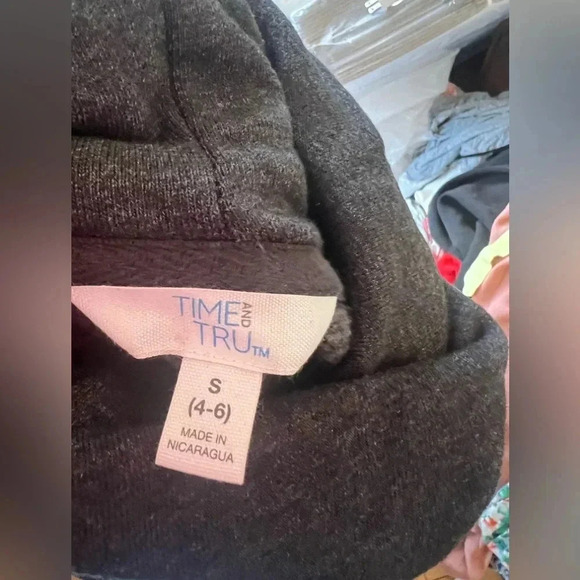 TIME AND
TRU™
S
(4-6)
MADE IN
NICARAGUA